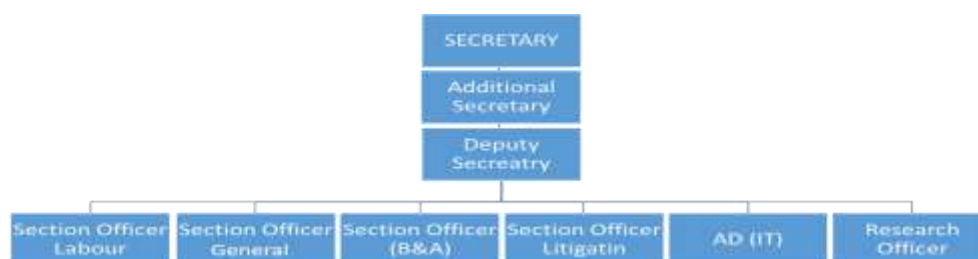 SECRETARY
Additional
Secretary
Deputy
Secreatry
Section Officer
Labour
Section Officer
General
Section Officer
(B&A)
Section Officer
Litigatin
AD (IT)
Research
Officer